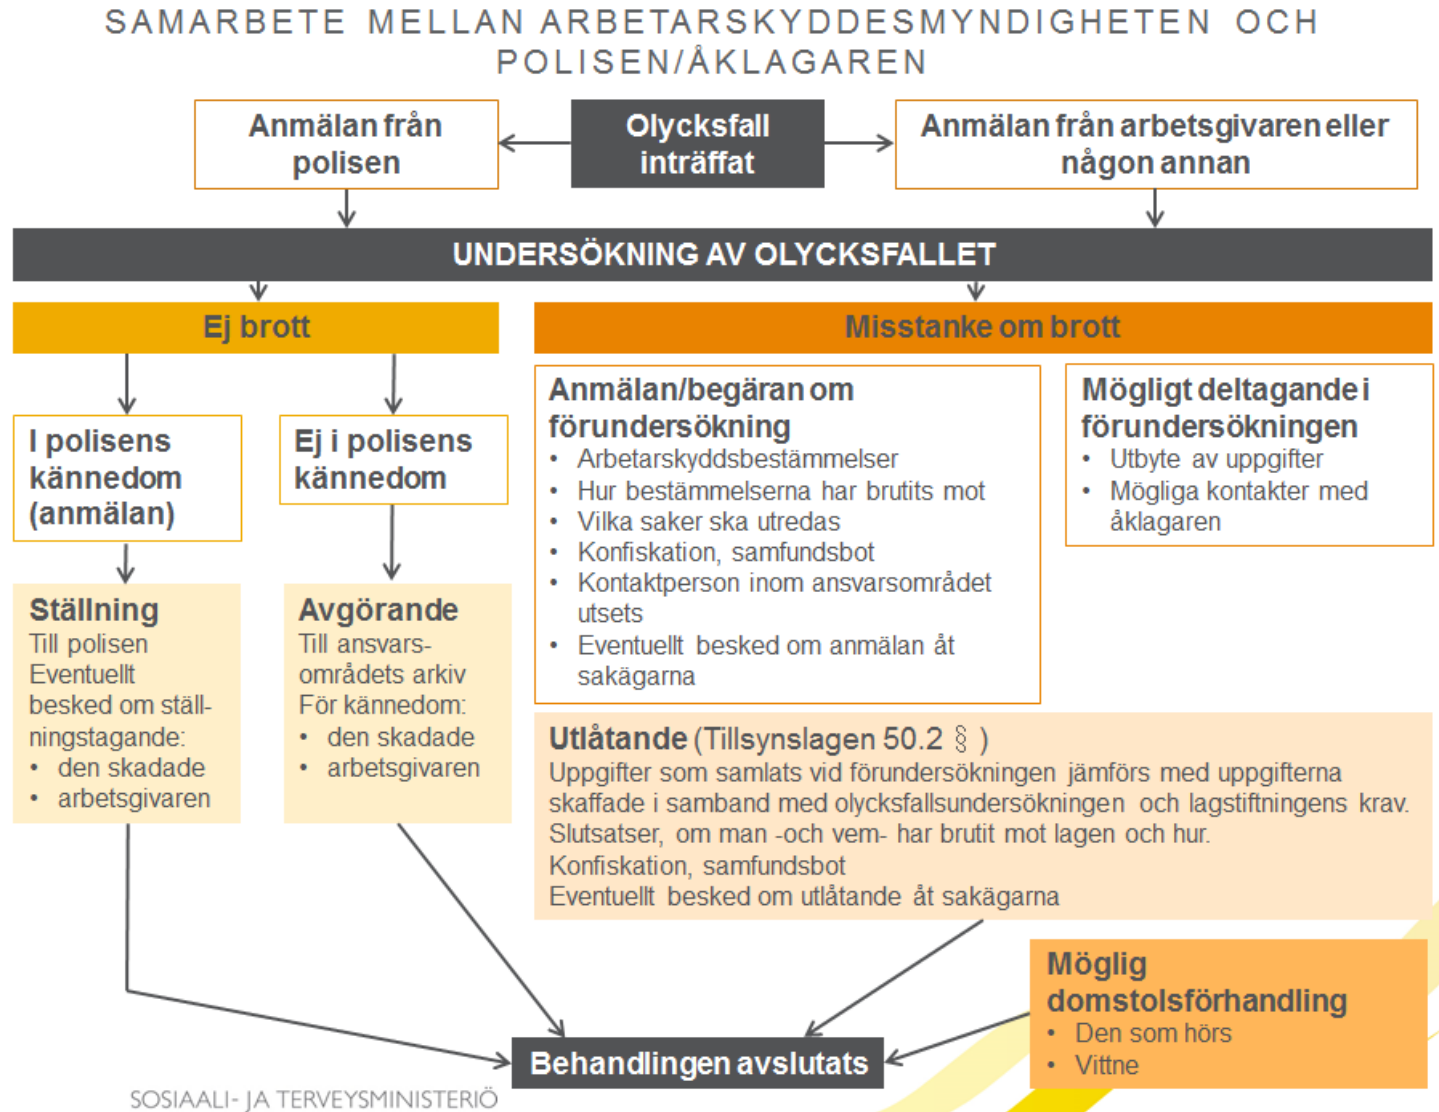 SAMARBETE MELLAN ARBETARSKYDDESMYNDIGHETEN OCH
POLISEN/ÅKLAGAREN
Anmälan från
polisen
Olycksfall
inträffat
Anmälan från arbetsgivaren eller
någon annan
UNDERSÖKNING AV OLYCKSFALLET
Ej brott
Misstanke om brott
I polisens
kännedom
(anmälan)
Ej i polisens
kännedom
Ställning
Till polisen
Eventuellt
besked om ställ-
ningstagande:
• den skadade
• arbetsgivaren
Avgörande
Till ansvars-
områdets arkiv
För kännedom:
• den skadade
• arbetsgivaren
Anmälan/begäran om
förundersökning
• Arbetarskyddsbestämmelser
• Hur bestämmelserna har brutits mot
• Vilka saker ska utredas
• Konfiskation, samfundsbot
• Kontaktperson inom ansvarsområdet
utsets
• Eventuellt besked om anmälan åt
sakägarna
Mögligt deltagande i
förundersökningen
• Utbyte av uppgifter
• Mögliga kontakter med
åklagaren
Utlåtande (Tillsynslagen 50.2 § )
Uppgifter som samlats vid förundersökningen jämförs med uppgifterna
skaffade i samband med olycksfallsundersökningen och lagstiftningens krav.
Slutsatser, om man -och vem- har brutit mot lagen och hur.
Konfiskation, samfundsbot
Eventuellt besked om utlåtande åt sakägarna
Möglig
domstolsförhandling
• Den som hörs
• Vittne
Behandlingen avslutats
SOSIAALI- JA TERVEYSMINISTERIÖ